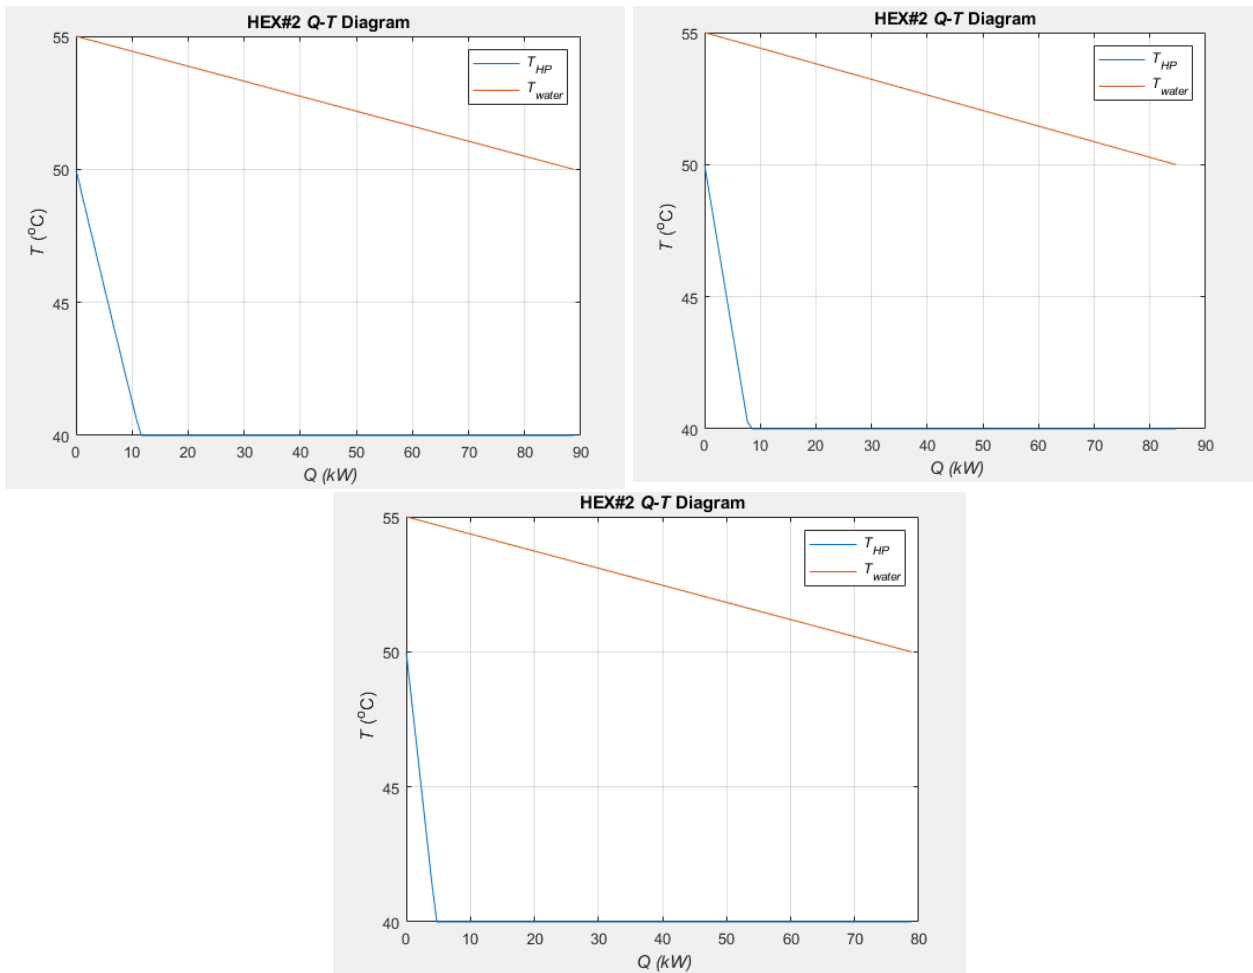 HEX#2 Q-T Diagram
55
50
45
40
T (°C)
0 10 20 30 40 50 60 70 80 90
Q (kW)
T_HP
T_water
HEX#2 Q-T Diagram
55
50
45
40
T (°C)
0 10 20 30 40 50 60 70 80 90
Q (kW)
T_HP
T_water
HEX#2 Q-T Diagram
55
50
45
40
T (°C)
0 10 20 30 40 50 60 70 80
Q (kW)
T_HP
T_water